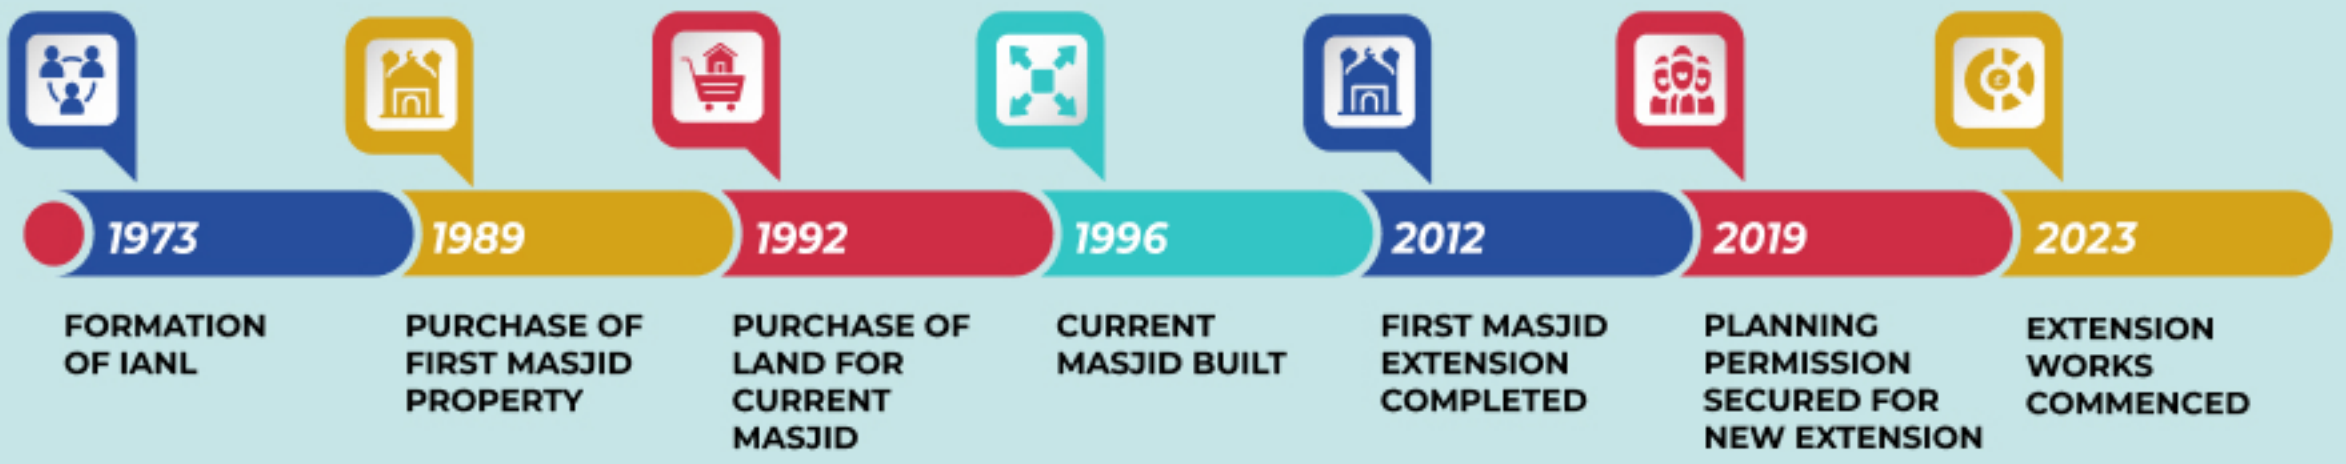 1973
1989
1992
1996
2012
2019
2023
FORMATION
OF IANL
PURCHASE OF
FIRST MASJID
PROPERTY
PURCHASE OF
LAND FOR
CURRENT
MASJID
CURRENT
MASJID BUILT
FIRST MASJID
EXTENSION
COMPLETED
PLANNING
PERMISSION
SECURED FOR
NEW EXTENSION
EXTENSION
WORKS
COMMENCED